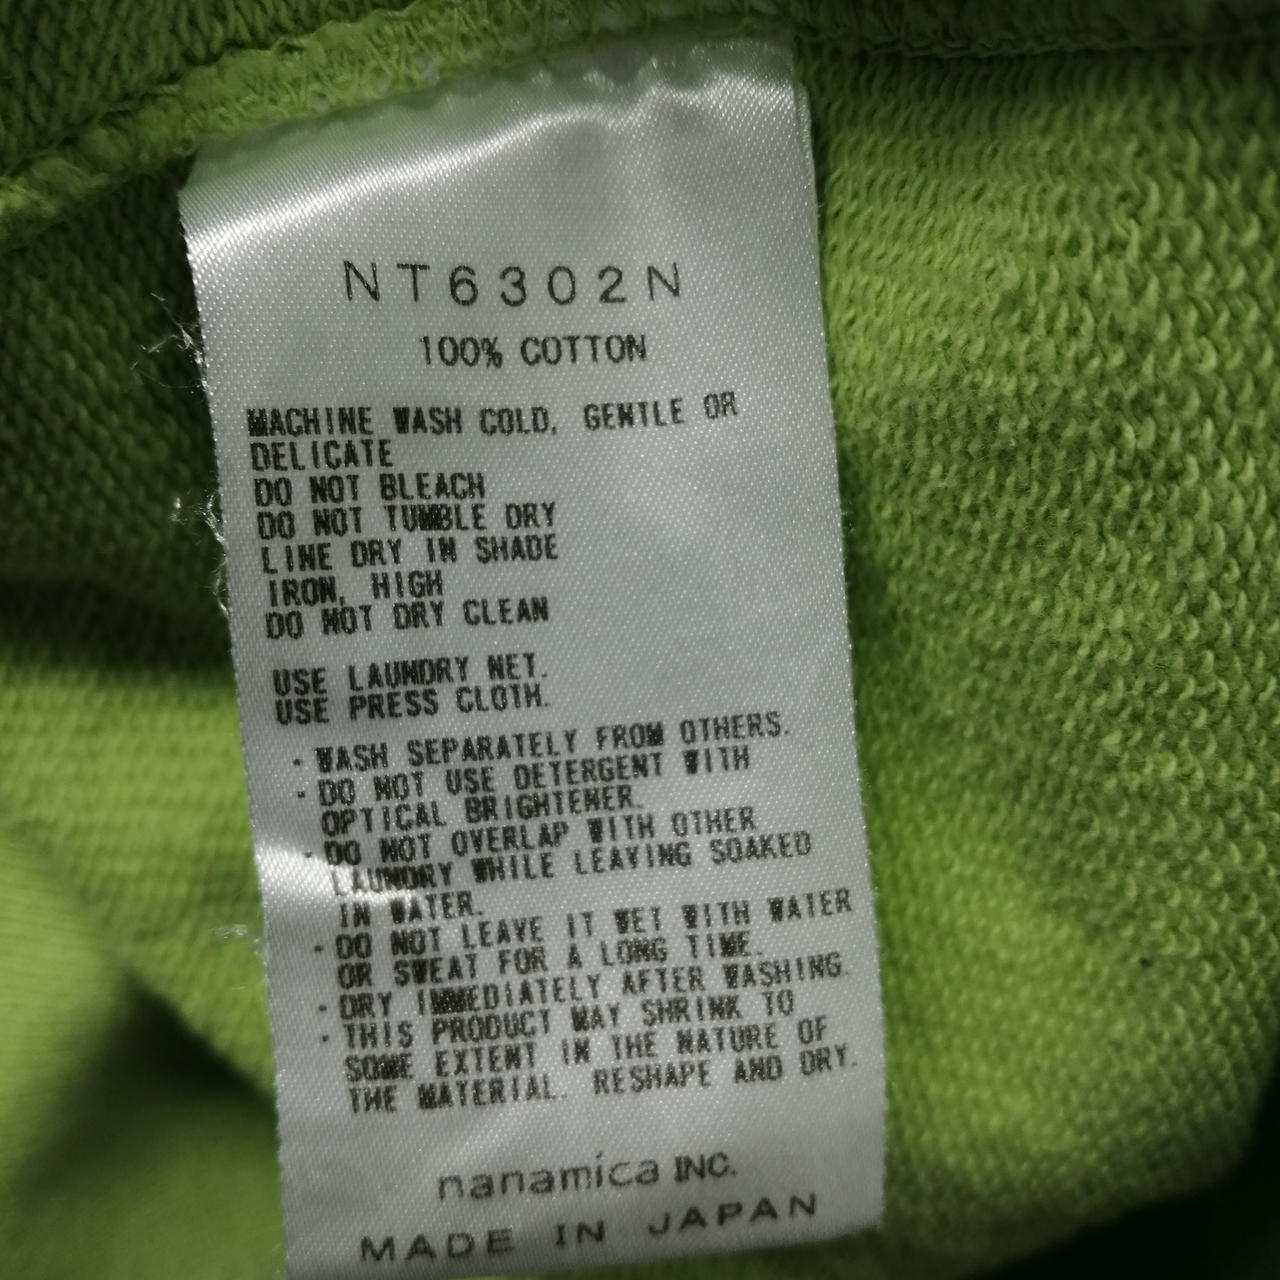 NT6302N
100% COTTON
MACHINE WASH COLD, GENTLE OR
DELICATE
DO NOT BLEACH
DO NOT TUMBLE DRY
LINE DRY IN SHADE
IRON, HIGH
DO NOT DRY CLEAN
USE LAUNDRY NET.
USE PRESS CLOTH.
・WASH SEPARATELY FROM OTHERS.
・DO NOT USE DETERGENT WITH
OPTICAL BRIGHTENER.
・DO NOT OVERLAP WITH OTHER
LAUNDRY WHILE LEAVING SOAKED
IN WATER.
・DO NOT LEAVE IT WET WITH WATER
OR SWEAT FOR A LONG TIME.
・DRY IMMEDIATELY AFTER WASHING.
・THIS PRODUCT MAY SHRINK TO
SOME EXTENT IN THE NATURE OF
THE MATERIAL. RESHAPE AND DRY.
nanamica INC.
MADE IN JAPAN